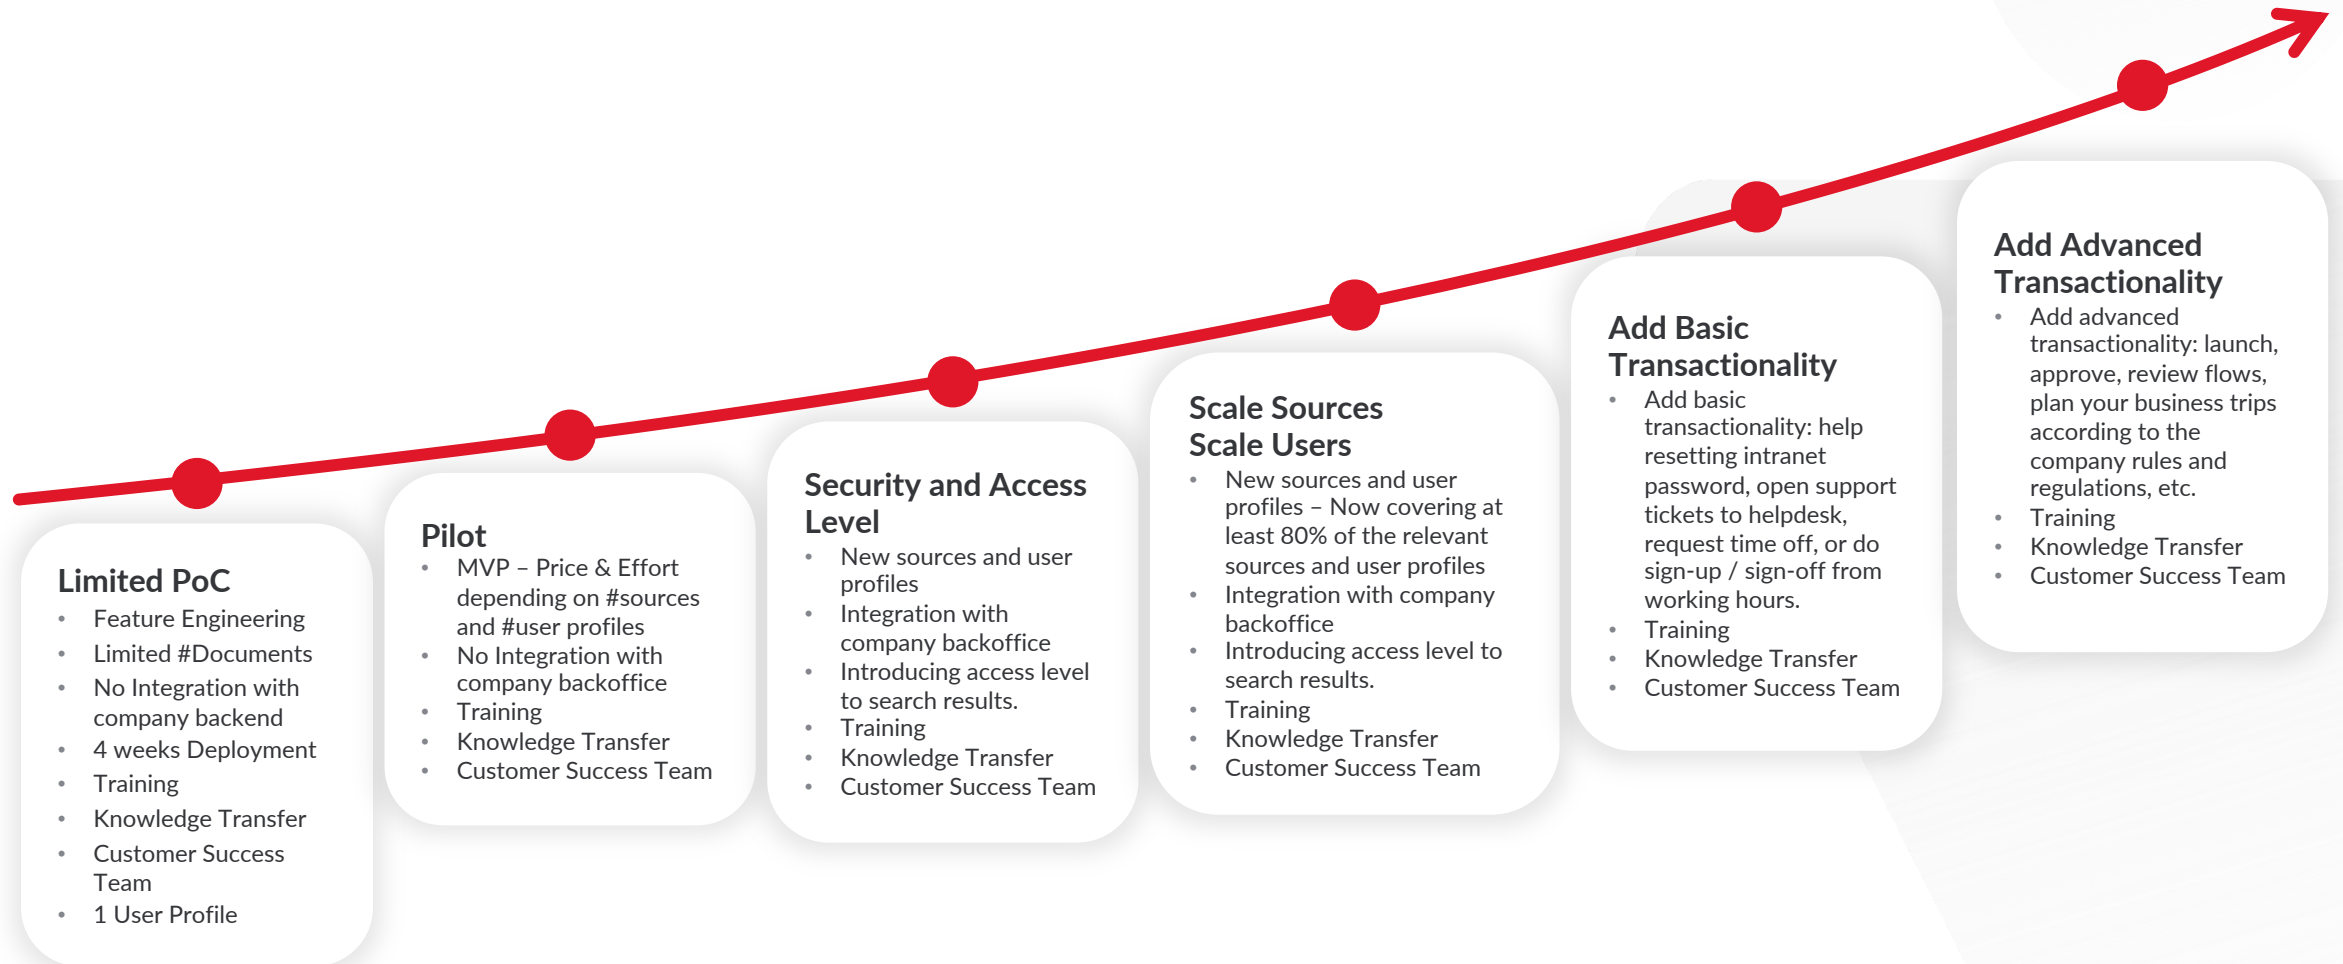 Limited PoC
• Feature Engineering
• Limited #Documents
• No Integration with
company backend
• 4 weeks Deployment
• Training
• Knowledge Transfer
• Customer Success
Team
• 1 User Profile
Pilot
• MVP – Price & Effort
depending on #sources
and #user profiles
• No Integration with
company backoffice
• Training
• Knowledge Transfer
• Customer Success Team
Security and Access
Level
• New sources and user
profiles
• Integration with
company backoffice
• Introducing access level
to search results.
• Training
• Knowledge Transfer
• Customer Success Team
Scale Sources
Scale Users
• New sources and user
profiles – Now covering at
least 80% of the relevant
sources and user profiles
• Integration with company
backoffice
• Introducing access level to
search results.
• Training
• Knowledge Transfer
• Customer Success Team
Add Basic
Transactionality
• Add basic
transactionality: help
resetting intranet
password, open support
tickets to helpdesk,
request time off, or do
sign-up / sign-off from
working hours.
• Training
• Knowledge Transfer
• Customer Success Team
Add Advanced
Transactionality
• Add advanced
transactionality: launch,
approve, review flows,
plan your business trips
according to the
company rules and
regulations, etc.
• Training
• Knowledge Transfer
• Customer Success Team